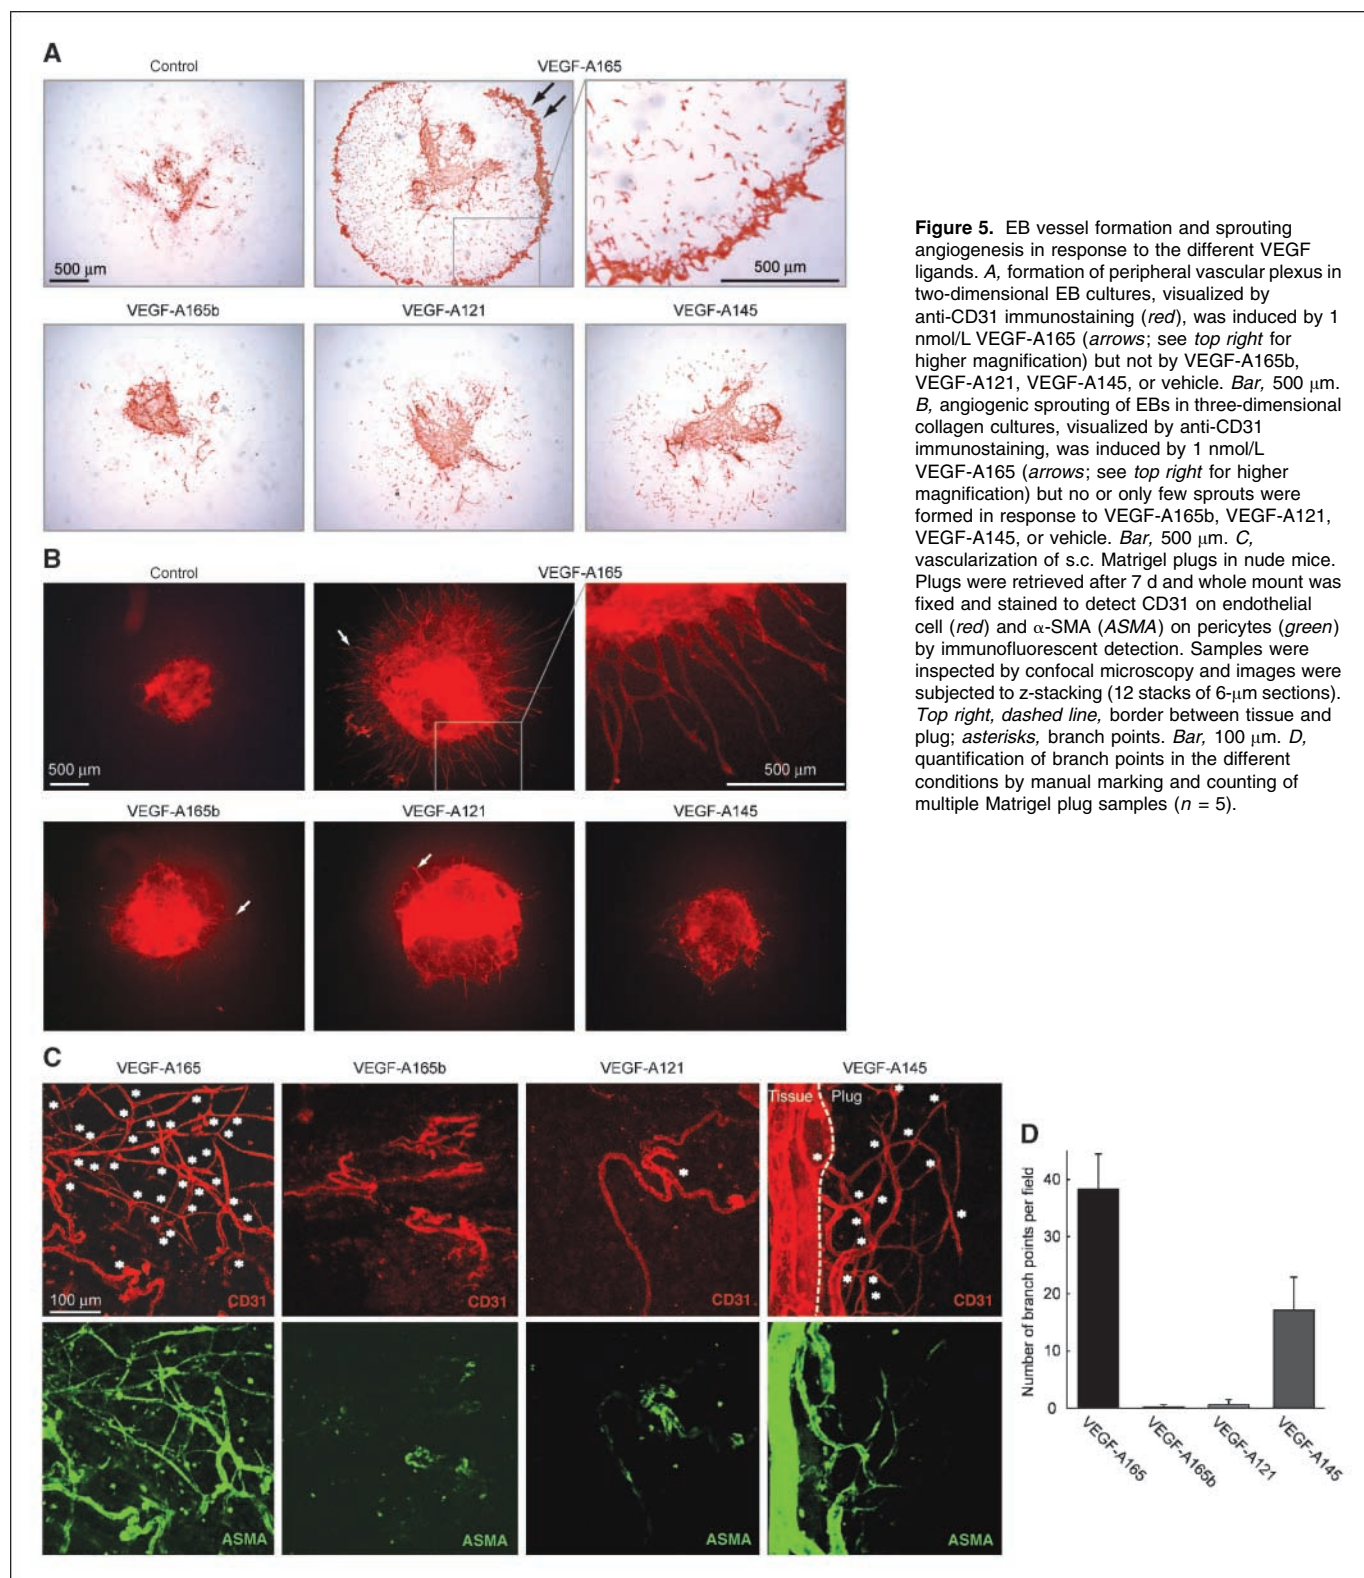 A
Control
VEGF-A165
500 μm
500 μm
VEGF-A165b
VEGF-A121
VEGF-A145
B
Control
VEGF-A165
500 μm
500 μm
VEGF-A165b
VEGF-A121
VEGF-A145
C
VEGF-A165
VEGF-A165b
VEGF-A121
VEGF-A145
Tissue
Plug
100 μm
CD31
CD31
CD31
CD31
ASMA
ASMA
ASMA
ASMA
D
Number of branch points per field
40
30
20
10
0
VEGF-A165
VEGF-A165b
VEGF-A121
VEGF-A145
Figure 5. EB vessel formation and sprouting
angiogenesis in response to the different VEGF
ligands. A, formation of peripheral vascular plexus in
two-dimensional EB cultures, visualized by
anti-CD31 immunostaining (red), was induced by 1
nmol/L VEGF-A165 (arrows; see top right for
higher magnification) but not by VEGF-A165b,
VEGF-A121, VEGF-A145, or vehicle. Bar, 500 μm.
B, angiogenic sprouting of EBs in three-dimensional
collagen cultures, visualized by anti-CD31
immunostaining, was induced by 1 nmol/L
VEGF-A165 (arrows; see top right for higher
magnification) but no or only few sprouts were
formed in response to VEGF-A165b, VEGF-A121,
VEGF-A145, or vehicle. Bar, 500 μm. C,
vascularization of s.c. Matrigel plugs in nude mice.
Plugs were retrieved after 7 d and whole mount was
fixed and stained to detect CD31 on endothelial
cell (red) and α-SMA (ASMA) on pericytes (green)
by immunofluorescent detection. Samples were
inspected by confocal microscopy and images were
subjected to z-stacking (12 stacks of 6-μm sections).
Top right, dashed line, border between tissue and
plug; asterisks, branch points. Bar, 100 μm. D,
quantification of branch points in the different
conditions by manual marking and counting of
multiple Matrigel plug samples (n = 5).